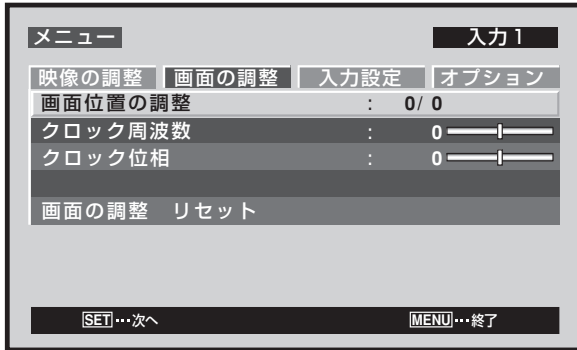 メニュー 入力1
映像の調整 画面の調整 入力設定 オプション
画面位置の調整 : 0/ 0
クロック周波数 : 0
クロック位相 : 0
画面の調整 リセット
SET…次へ MENU…終了